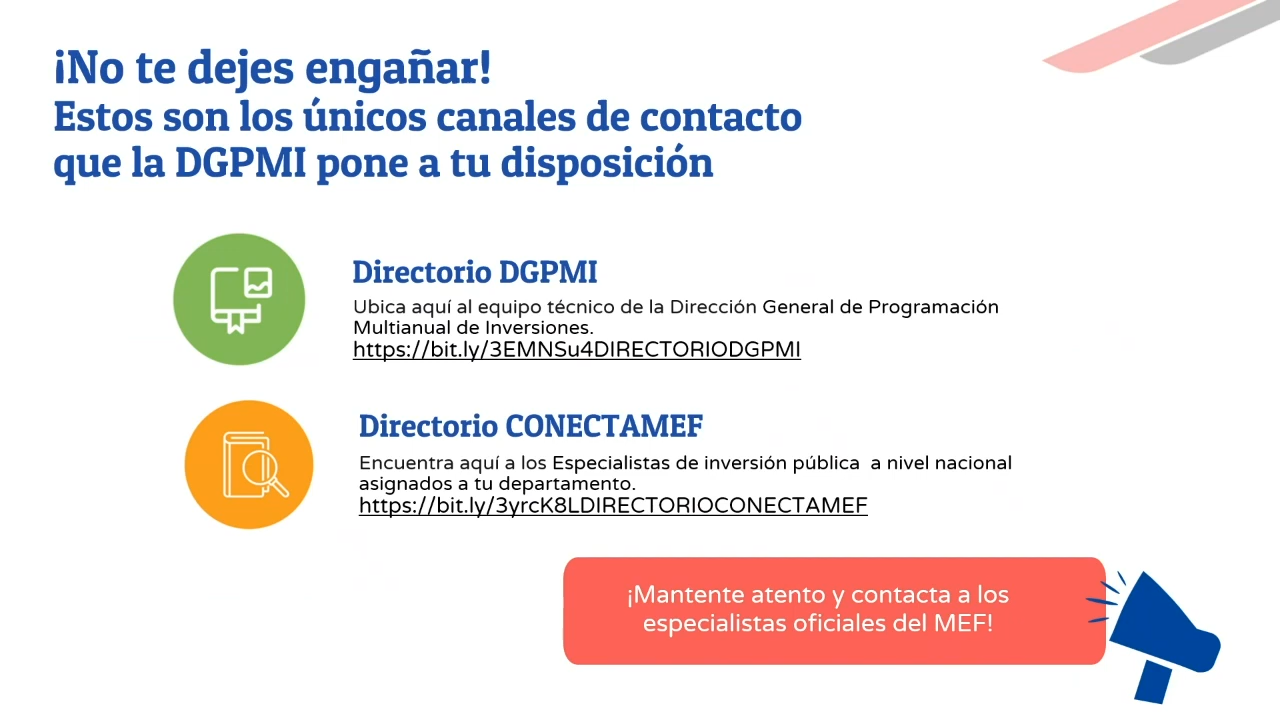 ¡No te dejes engañar!
Estos son los únicos canales de contacto
que la DGPMI pone a tu disposición
Directorio DGPMI
Ubica aquí al equipo técnico de la Dirección General de Programación
Multianual de Inversiones.
https://bit.ly/3EMNSu4DIRECTORIODGPMI
Directorio CONECTAMEF
Encuentra aquí a los Especialistas de inversión pública  a nivel nacional
asignados a tu departamento.
https://bit.ly/3yrcK8LDIRECTORIOCONECTAMEF
¡Mantente atento y contacta a los
especialistas oficiales del MEF!